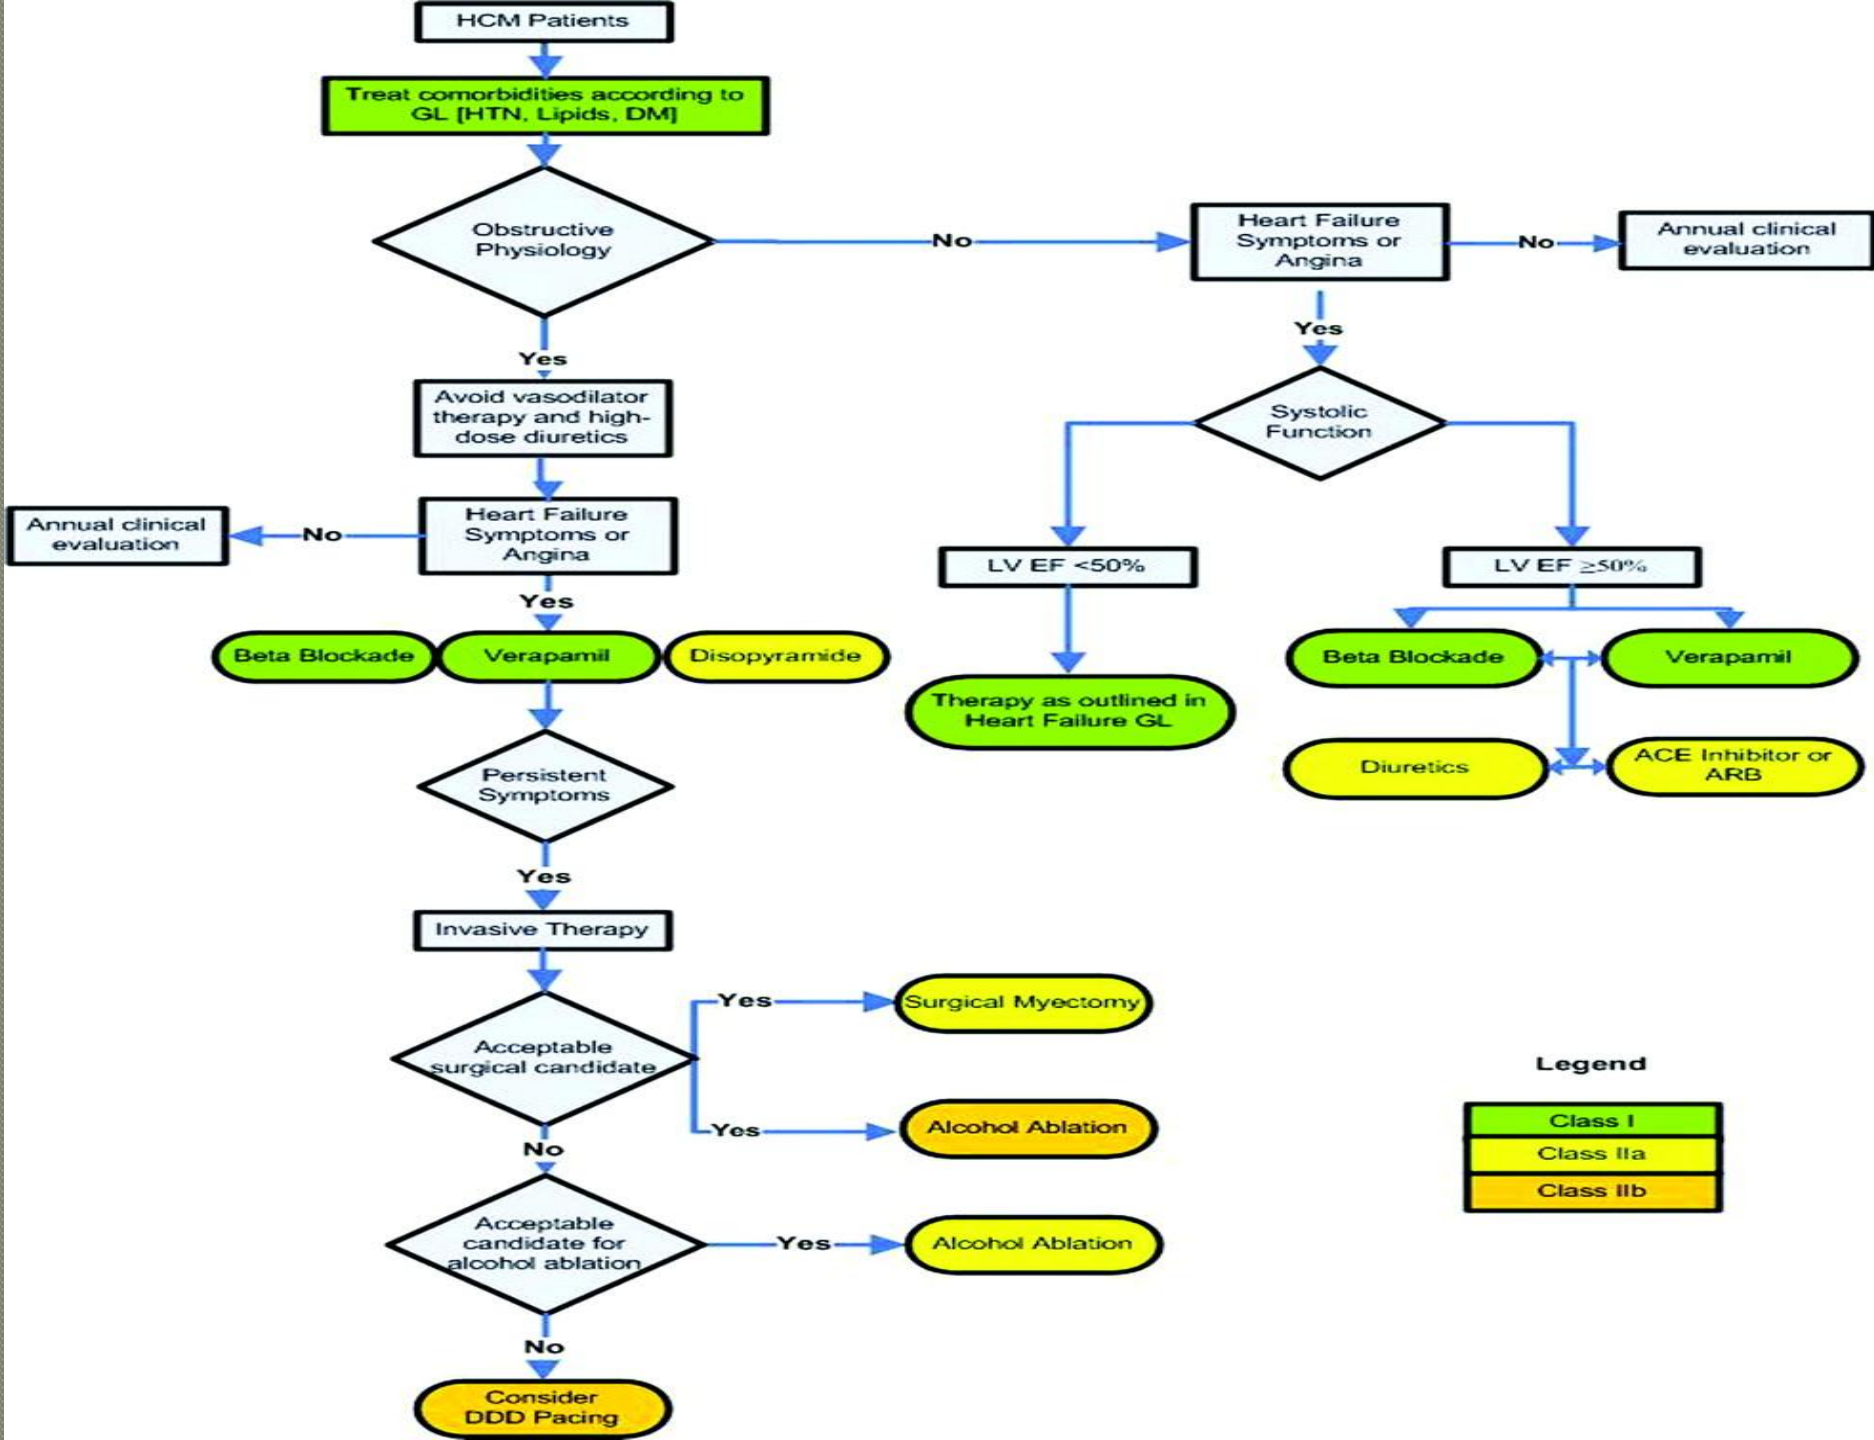 HCM Patients
Treat comorbidities according to
GL [HTN, Lipids, DM]
Obstructive
Physiology
No
Heart Failure
Symptoms or
Angina
No
Annual clinical
evaluation
Yes
Yes
Avoid vasodilator
therapy and high-
dose diuretics
Systolic
Function
Annual clinical
evaluation
No
Heart Failure
Symptoms or
Angina
LV EF <50%
LV EF ≥50%
Yes
Beta Blockade
Verapamil
Disopyramide
Therapy as outlined in
Heart Failure GL
Beta Blockade
Verapamil
Diuretics
ACE Inhibitor or
ARB
Persistent
Symptoms
Yes
Invasive Therapy
Acceptable
surgical candidate
Yes
Surgical Myectomy
Yes
Alcohol Ablation
No
Acceptable
candidate for
alcohol ablation
Yes
Alcohol Ablation
No
Consider
DDD Pacing
Legend
Class I
Class IIa
Class IIb